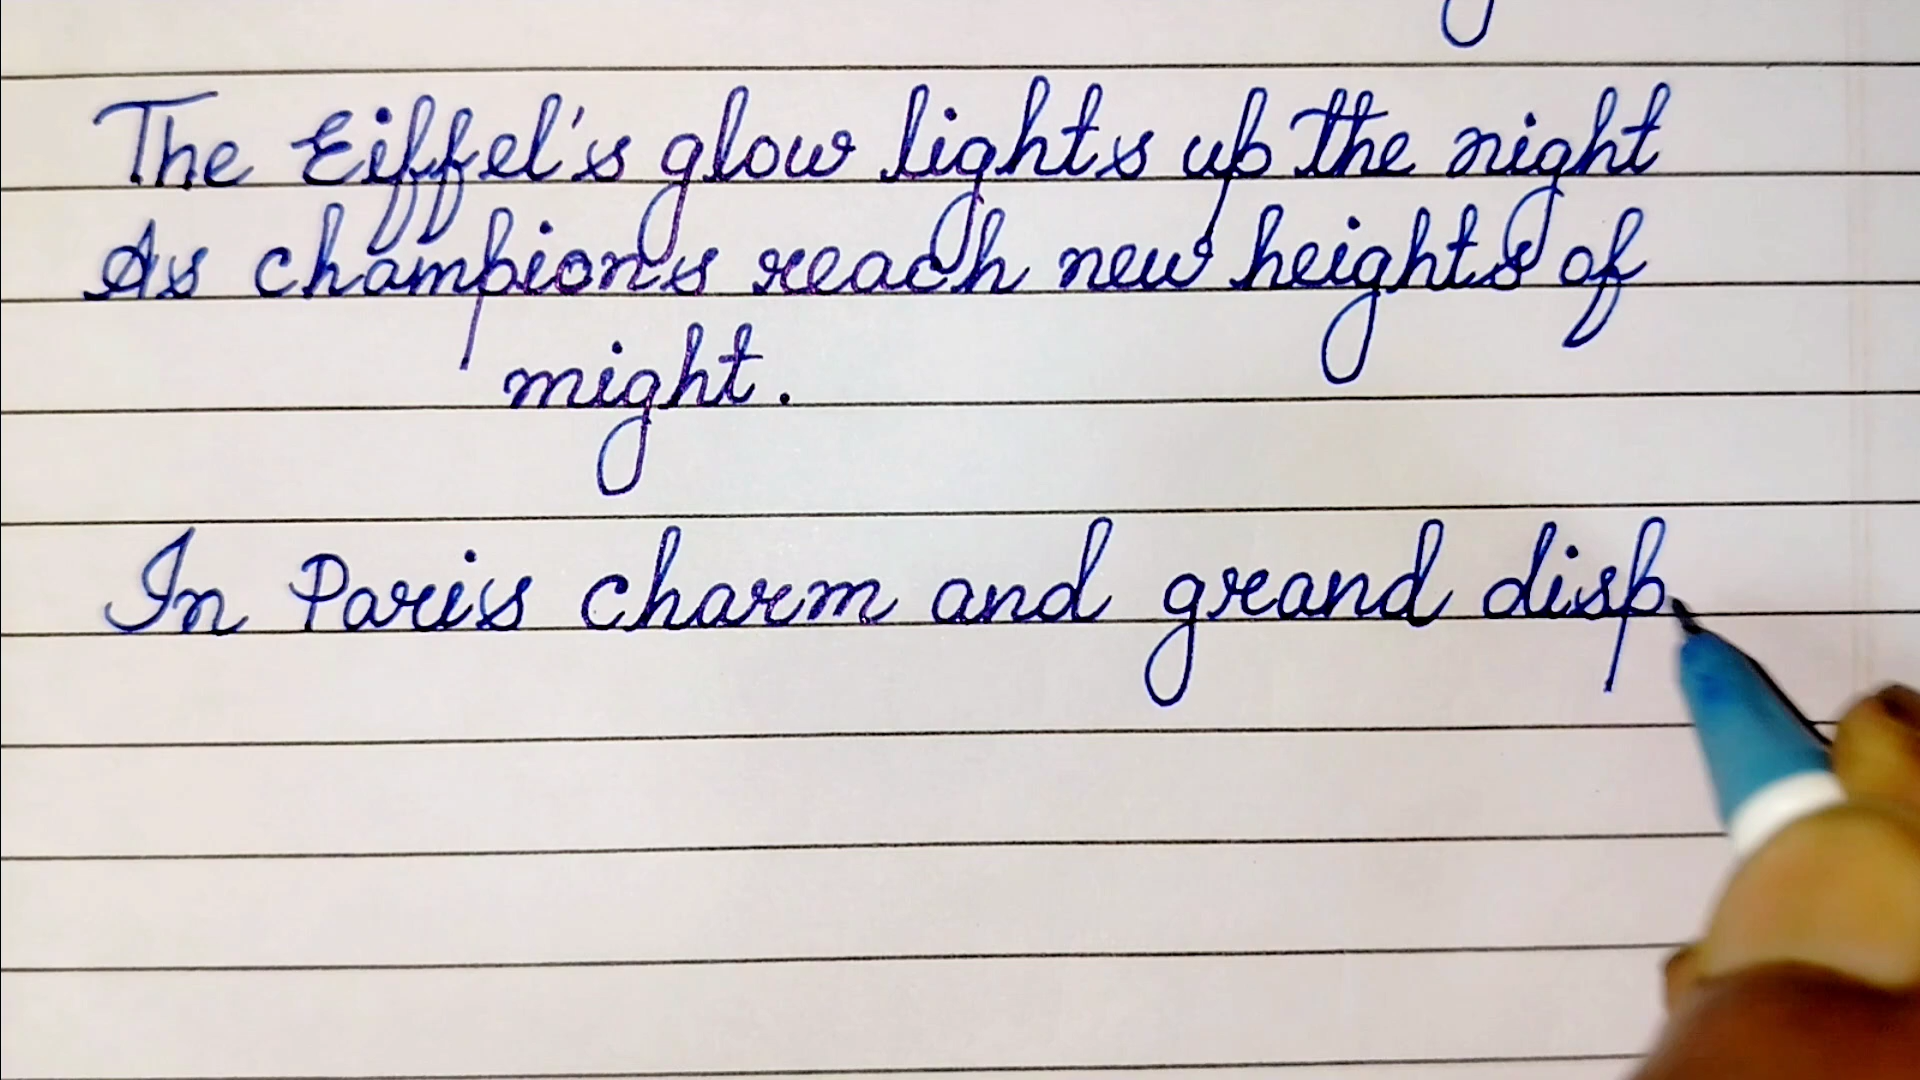 The Eiffel's glow lights up the night
As champions reach new heights of
might.
In Paris charm and grand disp